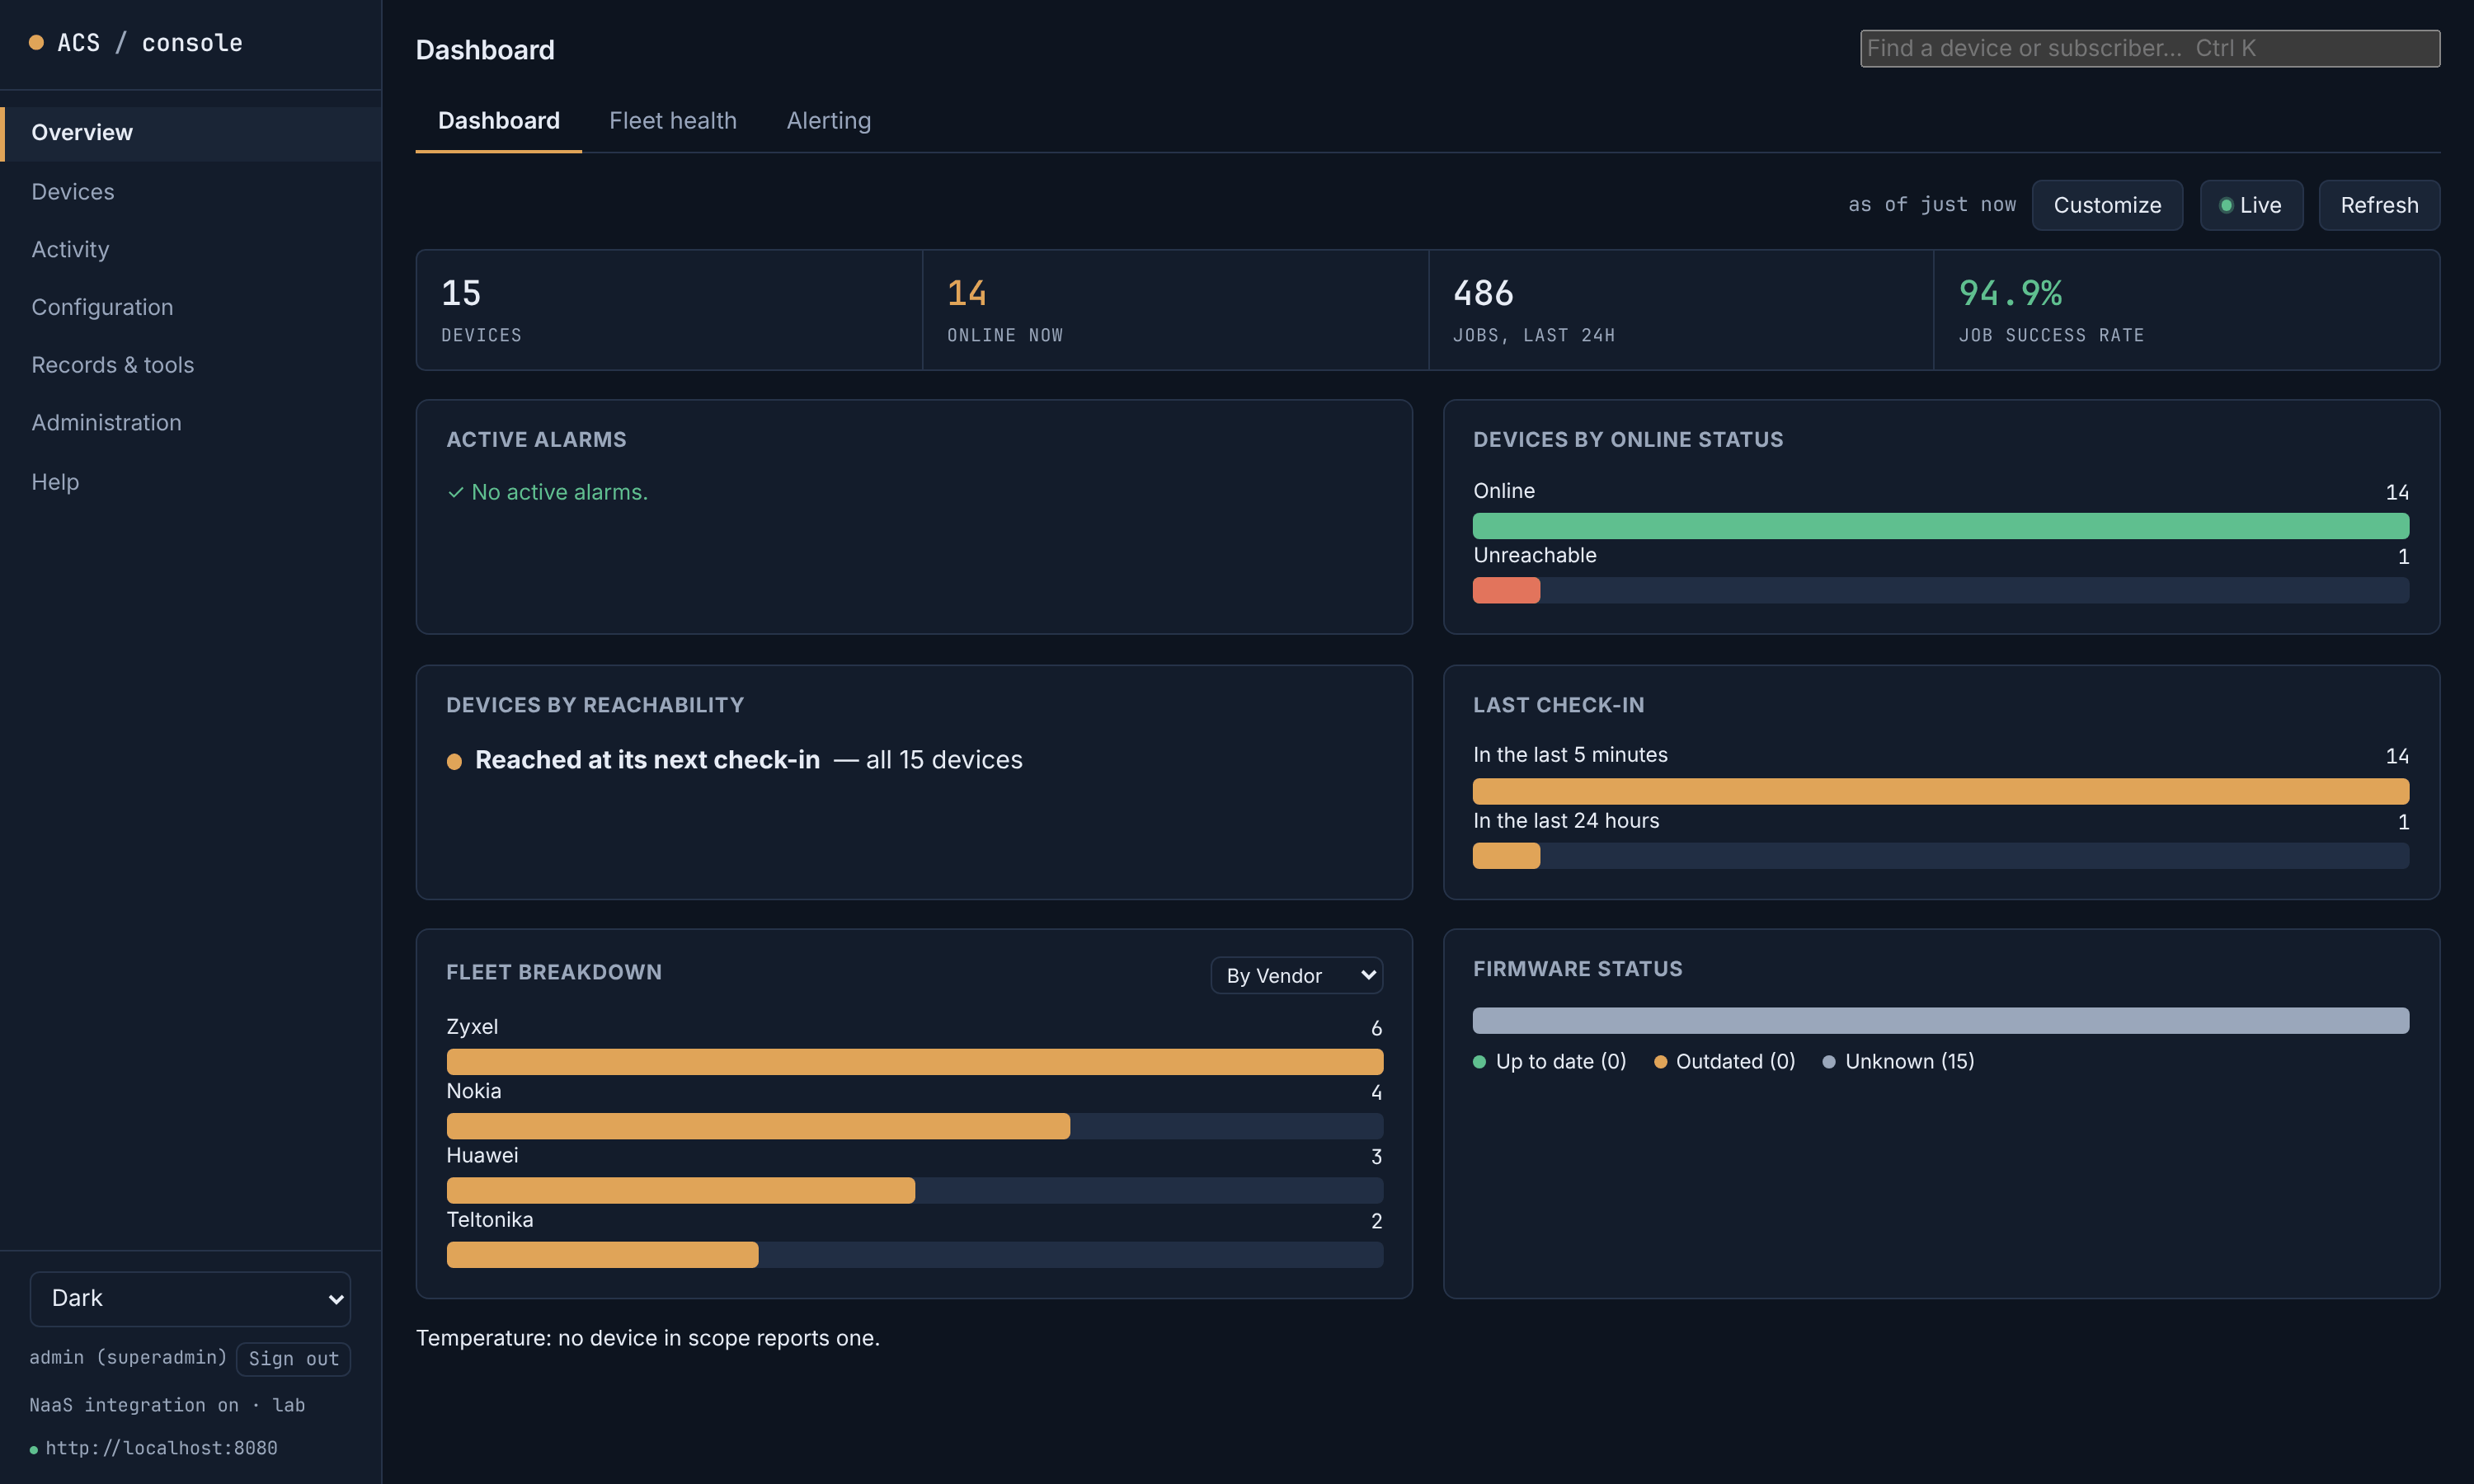 ACS / console
Overview
Devices
Activity
Configuration
Records & tools
Administration
Help
Dark
admin (superadmin) Sign out
NaaS integration on · lab
http://localhost:8080
Dashboard
Find a device or subscriber... Ctrl K
Dashboard Fleet health Alerting
as of just now Customize Live Refresh
15 14 486 94.9%
DEVICES ONLINE NOW JOBS, LAST 24H JOB SUCCESS RATE
ACTIVE ALARMS
✓ No active alarms.
DEVICES BY ONLINE STATUS
Online 14
Unreachable 1
DEVICES BY REACHABILITY
Reached at its next check-in — all 15 devices
LAST CHECK-IN
In the last 5 minutes 14
In the last 24 hours 1
FLEET BREAKDOWN By Vendor
Zyxel 6
Nokia 4
Huawei 3
Teltonika 2
FIRMWARE STATUS
Up to date (0) Outdated (0) Unknown (15)
Temperature: no device in scope reports one.